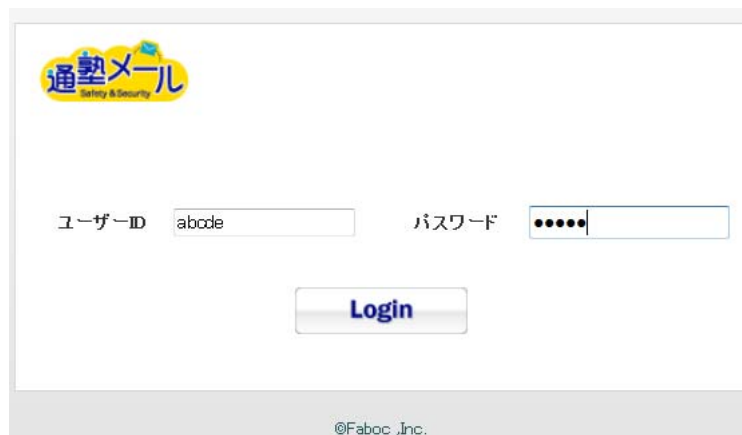 通塾メール
Safety & Security
ユーザーID abcde パスワード •••••
Login
©Faboc ,Inc.